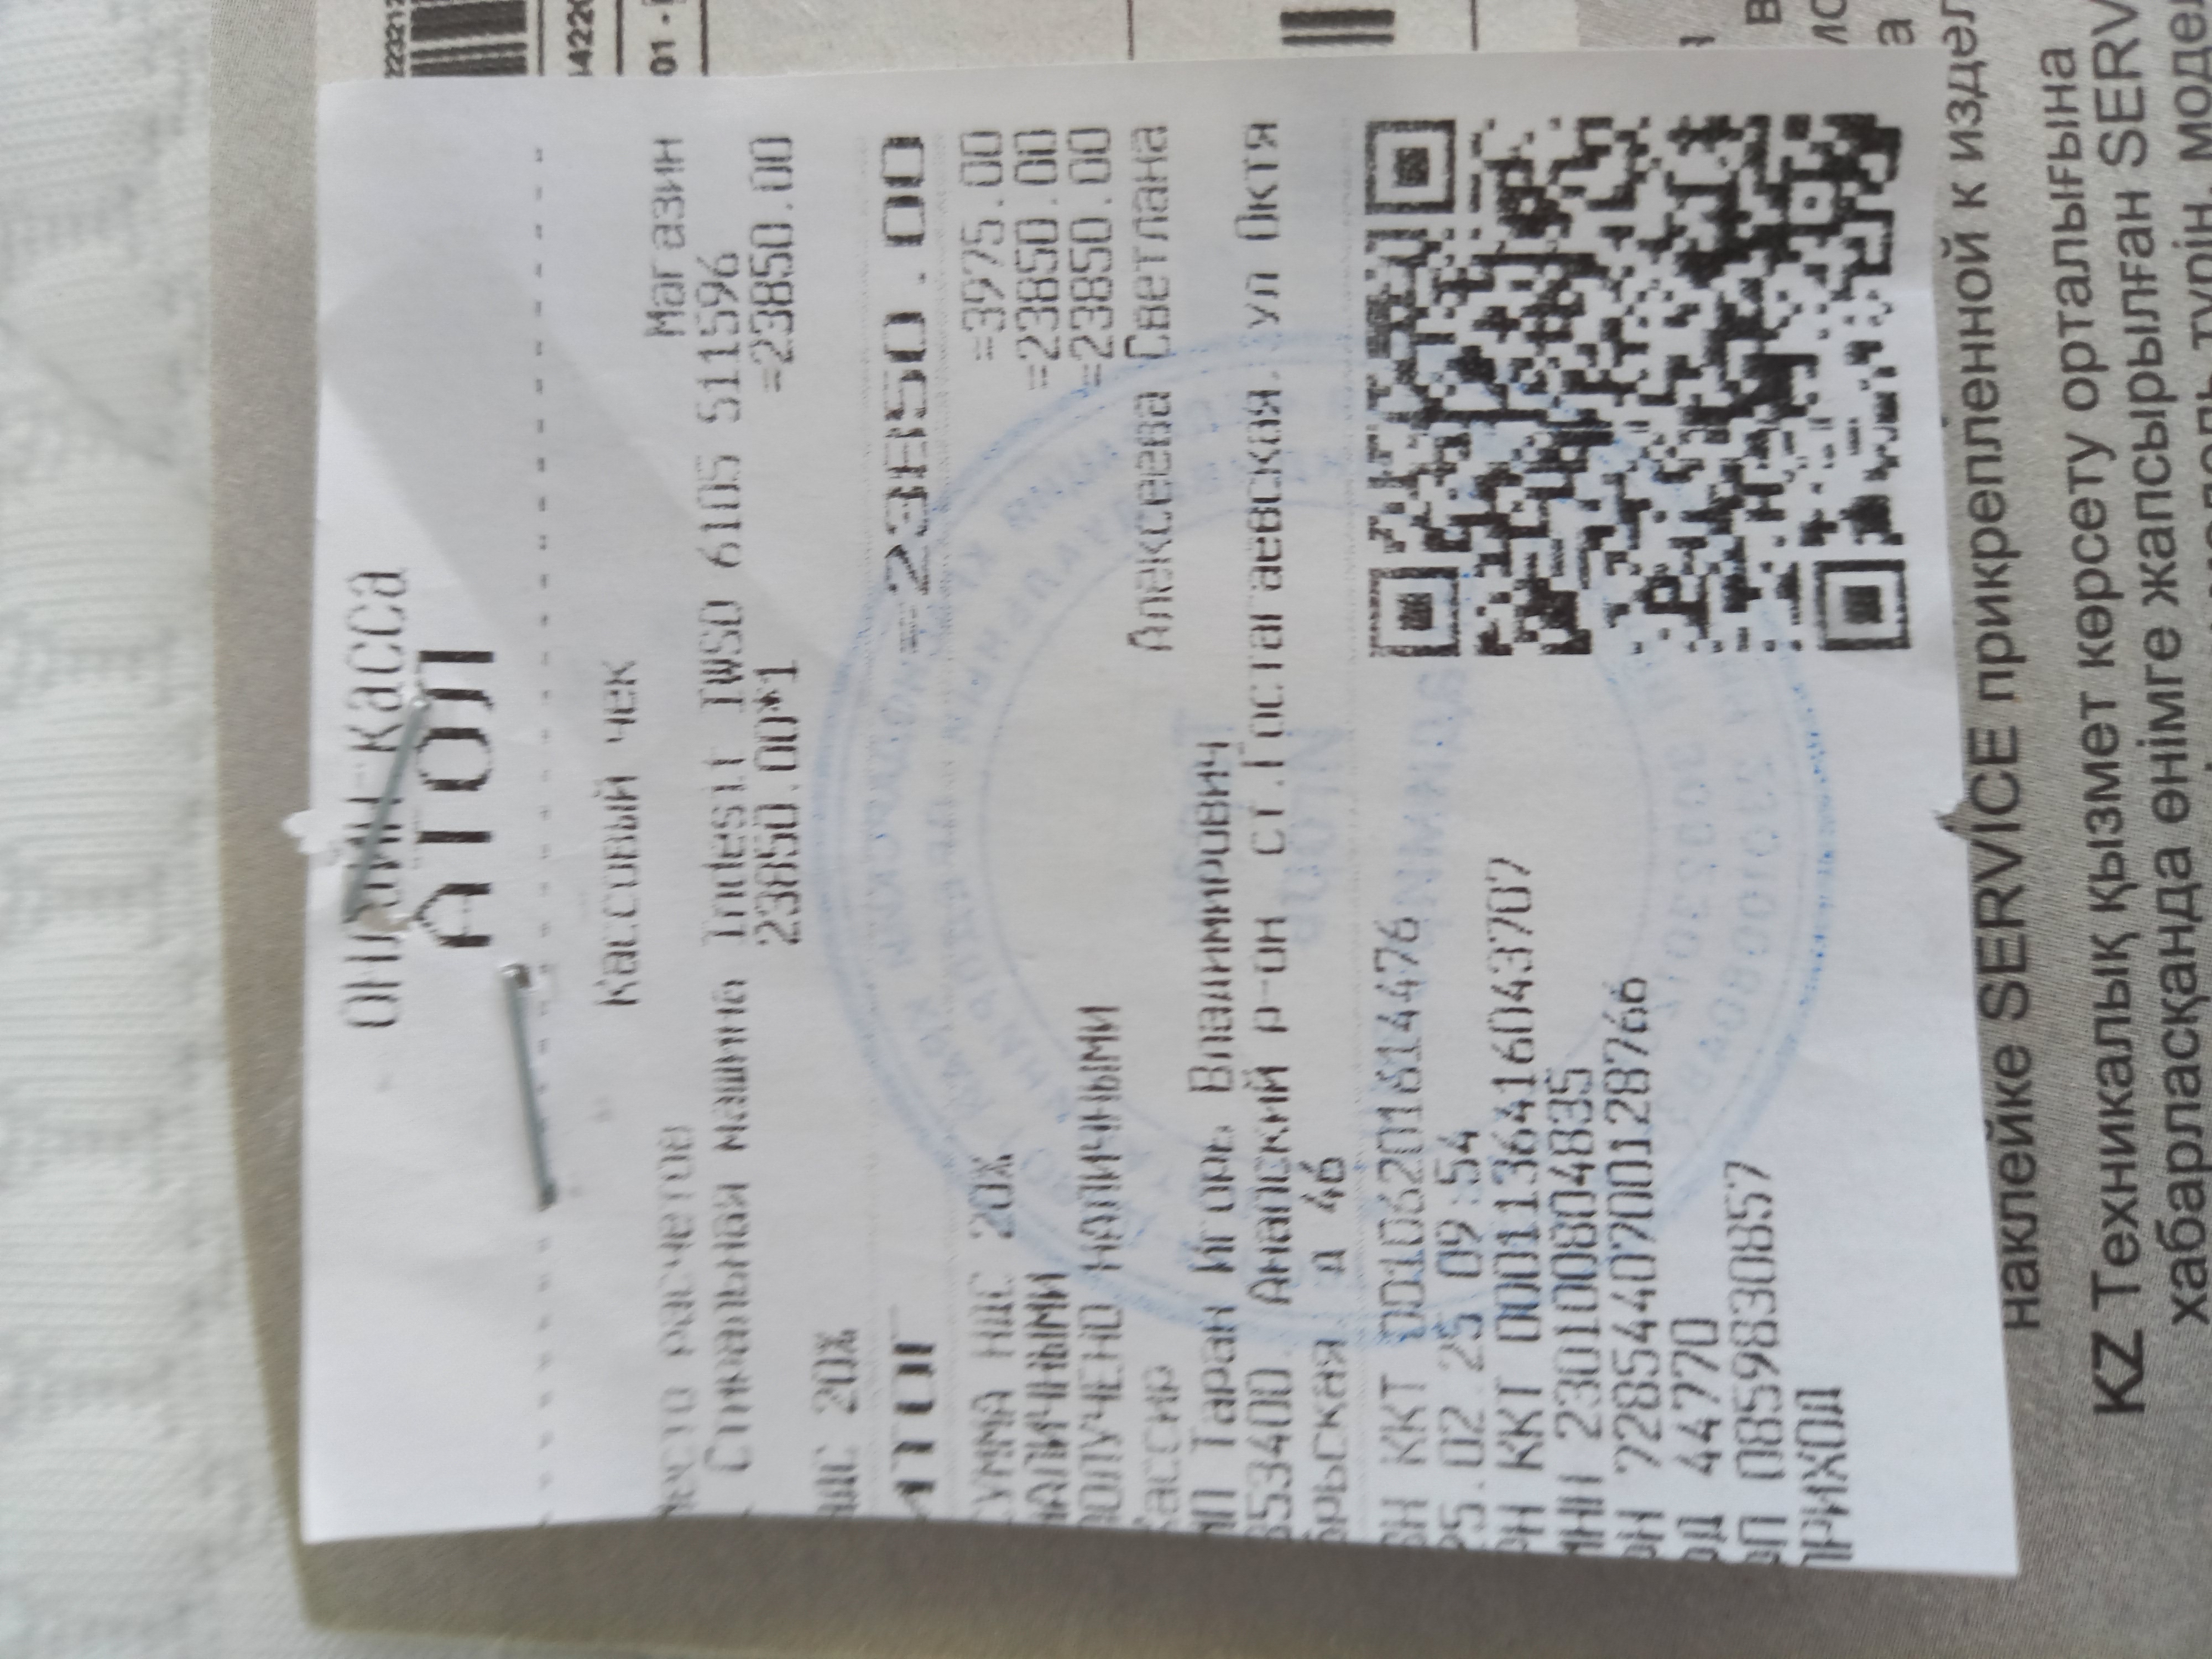 ОНЛАЙН-Касса
АТОЛ
Кассовый чек
место расчетов Магазин
Стиральная машина Indesit IWSD 6105 511596
23850.00*1 =23850.00
НДС 20%
ИТОГ =23850.00
СУММА НДС 20% =3975.00
НАЛИЧНЫМИ =23850.00
ПОЛУЧЕНО НАЛИЧНЫМИ =23850.00
Кассир Алексеева Светлана
ИП Таран Игорь Владимирович
353400, Анапский р-он ст.Гостагаевская, ул Октя
брьская д 46
ЗН ККТ 00106201614476
25.02.25 09:54
РН ККТ 0001136416043707
ИНН 230100804835
ФН 7285440700128766
ФД 44770
ФП 0859830857
ПРИХОД
наклейке SERVICE прикрепленной к издел
KZ Техникалық қызмет көрсету орталығына
хабарласқанда өнімге жапсырылған SERV